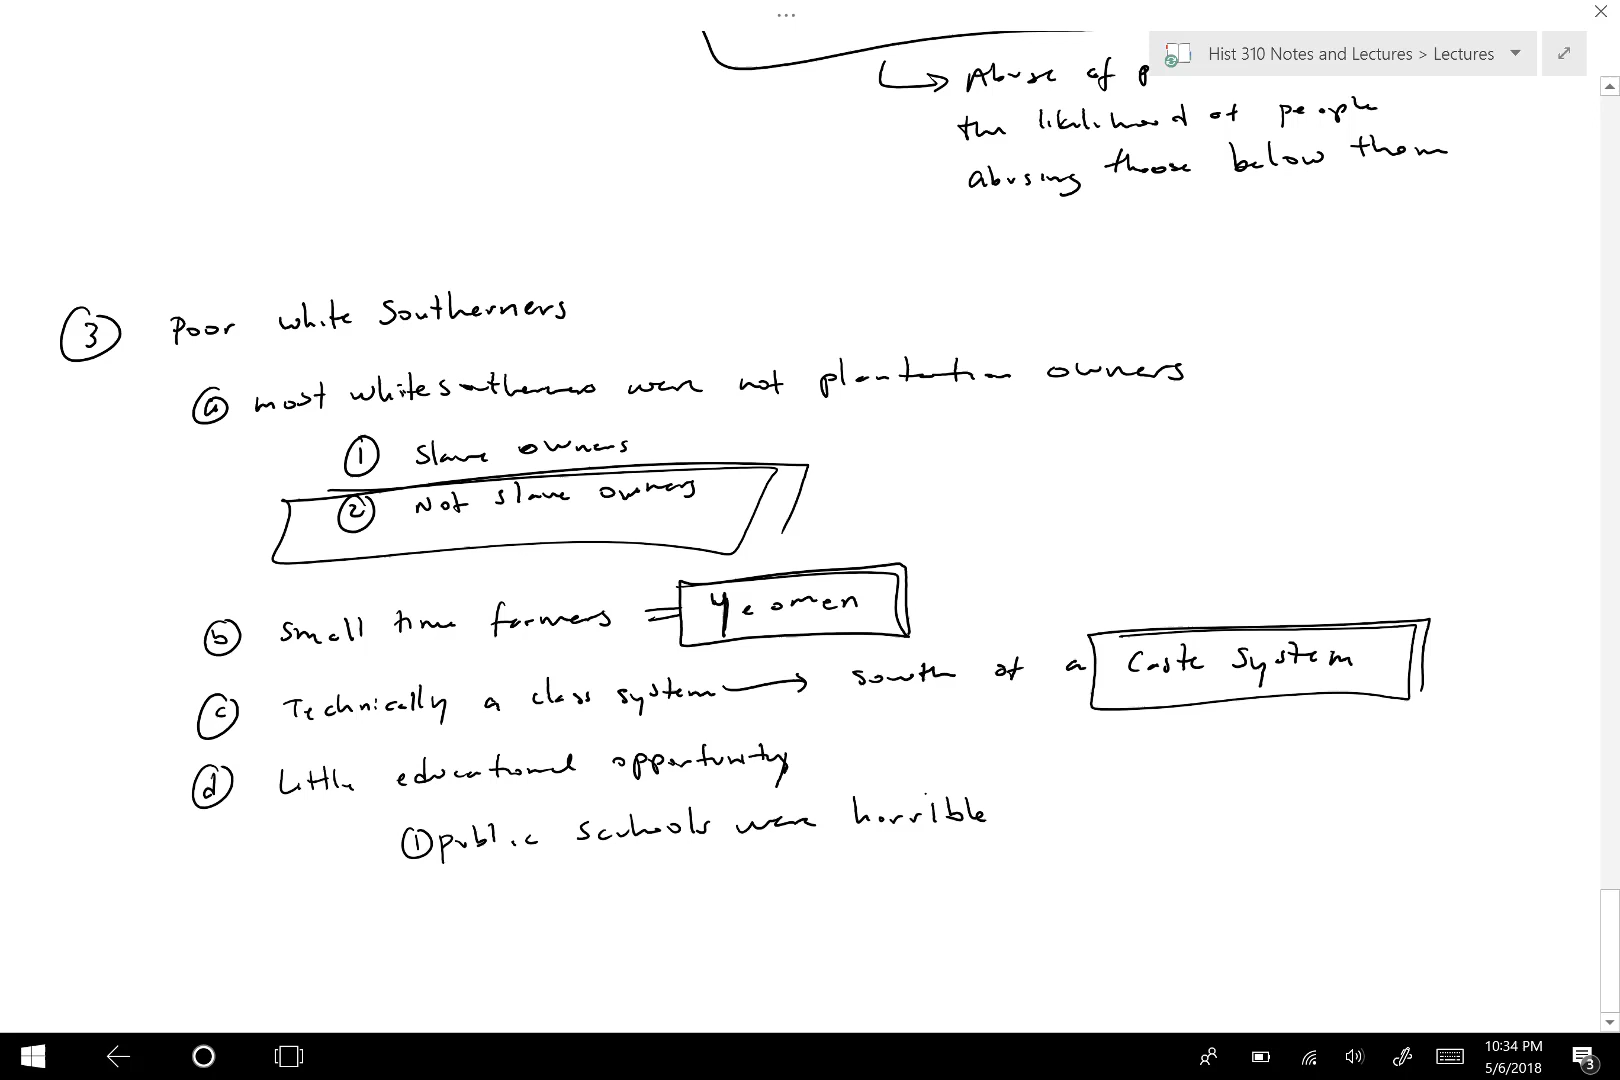 ...
Hist 310 Notes and Lectures > Lectures
Abuse of
the likelihood of people
abusing those below them
3 Poor white Southerners
a most white southerners were not plantation owners
1 Slave owners
2 Not slave owners
b Small time farmers = Yeomen
c Technically a class system → south of a Caste System
d Little educational opportunity
1 public schools were horrible
10:34 PM
5/6/2018
3